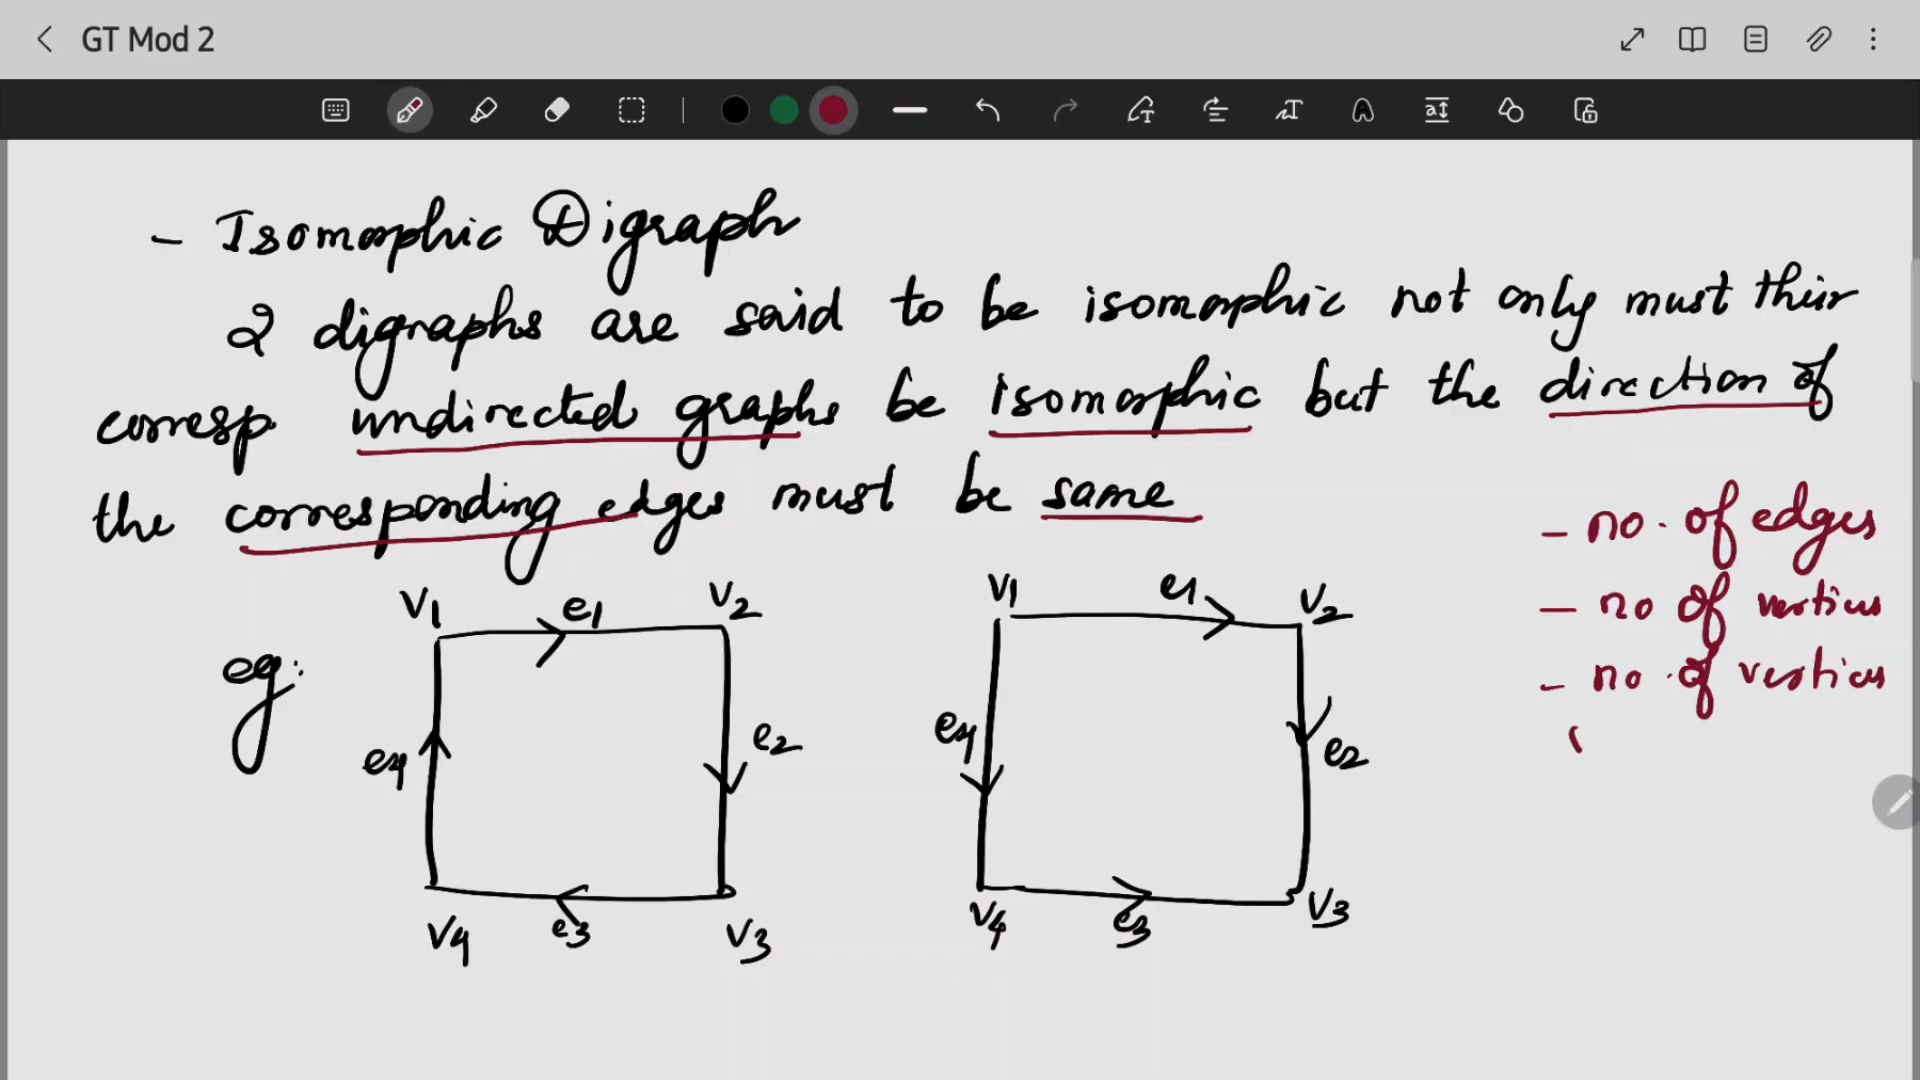 GT Mod 2
- Isomorphic Digraph
2 digraphs are said to be isomorphic not only must their
corresp. undirected graphs be isomorphic but the direction of
the corresponding edges must be same
- no. of edges
- no of vertices
- no. of vertices
(
eg:
v1 e1 v2
e4 e2
v4 e3 v3
v1 e1 v2
e4 e2
v4 e3 v3